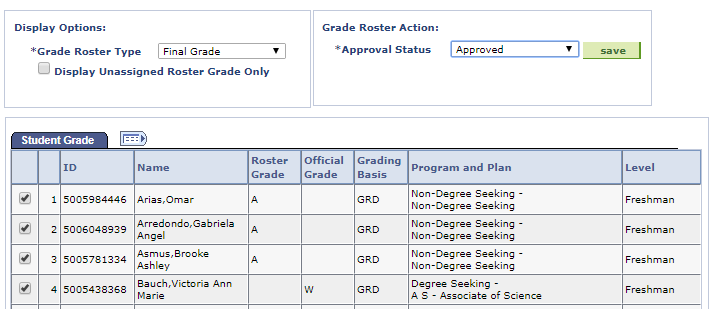 Display Options:
*Grade Roster Type Final Grade
Display Unassigned Roster Grade Only
Grade Roster Action:
*Approval Status Approved save
Student Grade
ID Name Roster Grade Official Grade Grading Basis Program and Plan Level
1 5005984446 Arias,Omar A GRD Non-Degree Seeking - Non-Degree Seeking Freshman
2 5006048939 Arredondo,Gabriela Angel A GRD Non-Degree Seeking - Non-Degree Seeking Freshman
3 5005781334 Asmus,Brooke Ashley A GRD Non-Degree Seeking - Non-Degree Seeking Freshman
4 5005438368 Bauch,Victoria Ann Marie W GRD Degree Seeking - A S - Associate of Science Freshman